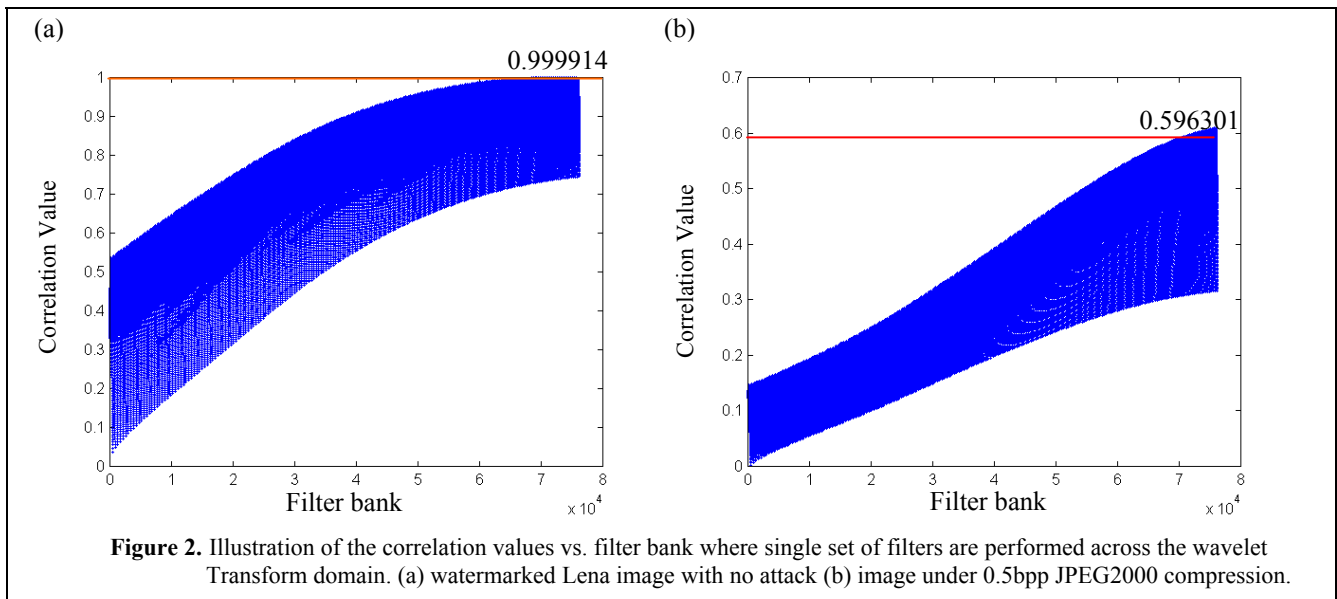 (a)
0.999914
1
0.9
0.8
0.7
0.6
0.5
0.4
0.3
0.2
0.1
0
Correlation Value
0 1 2 3 4 5 6 7 8
Filter bank
x 10^4
(b)
0.596301
0.7
0.6
0.5
0.4
0.3
0.2
0.1
0
Correlation Value
0 1 2 3 4 5 6 7 8
Filter bank
x 10^4
Figure 2. Illustration of the correlation values vs. filter bank where single set of filters are performed across the wavelet
Transform domain. (a) watermarked Lena image with no attack (b) image under 0.5bpp JPEG2000 compression.